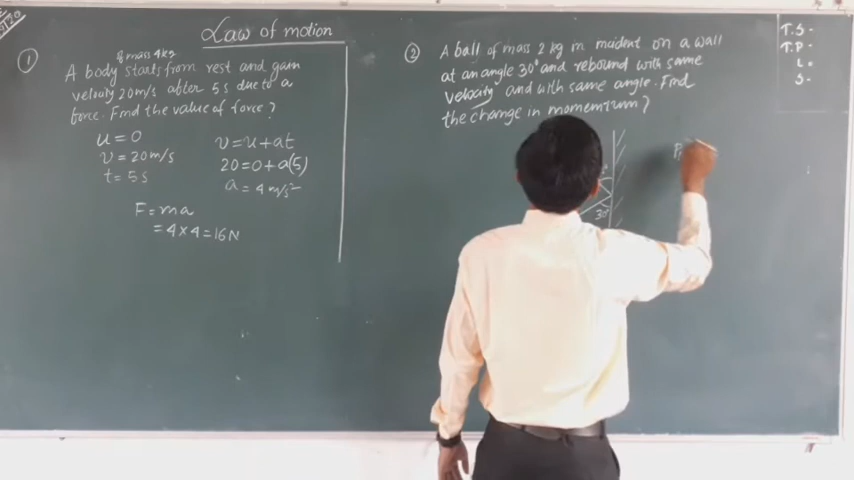 Law of motion
①
of mass 4kg
A body starts from rest and gain
velouty 20m/s after 5s due to a
force. Find the value of force?
u=0
v=20m/s
t=5s
v=u+at
20=0+a(5)
a=4m/s²
F=ma
=4×4=16N
② A ball of mass 2 kg in incident on a wall
at an angle 30° and rebound with same
velocity and with same angle. Find
the change in momentum?
30°
T.S-
T.P-
L-
S-